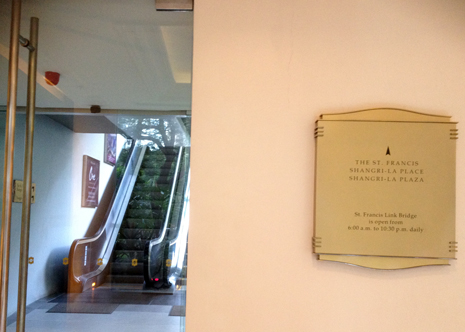 THE ST. FRANCIS
SHANGRI-LA PLACE
SHANGRI-LA PLAZA
St. Francis Link Bridge
is open from
6:00 a.m. to 10:30 p.m. daily